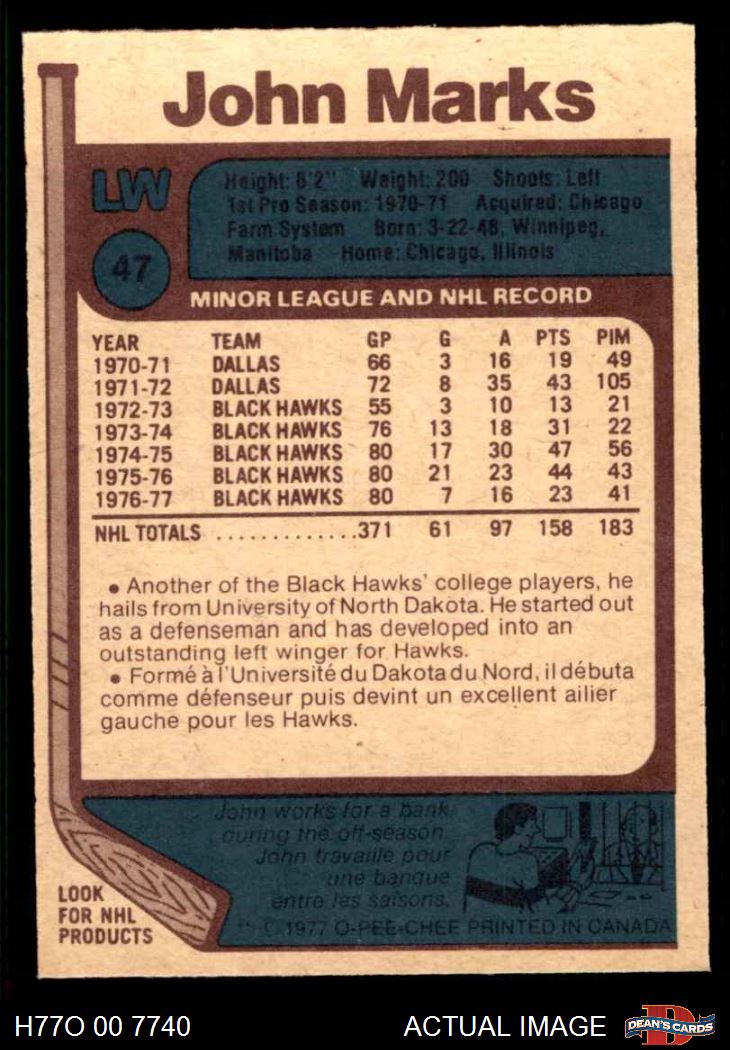 John Marks
LW
Height: 6'2" Weight: 200 Shoots: Left
1st Pro Season: 1970-71 Acquired: Chicago
Farm System Born: 3-22-48, Winnipeg,
Manitoba Home: Chicago, Illinois
47
MINOR LEAGUE AND NHL RECORD
YEAR TEAM GP G A PTS PIM
1970-71 DALLAS 66 3 16 19 49
1971-72 DALLAS 72 8 35 43 105
1972-73 BLACK HAWKS 55 3 10 13 21
1973-74 BLACK HAWKS 76 13 18 31 22
1974-75 BLACK HAWKS 80 17 30 47 56
1975-76 BLACK HAWKS 80 21 23 44 43
1976-77 BLACK HAWKS 80 7 16 23 41
NHL TOTALS .............371 61 97 158 183
• Another of the Black Hawks' college players, he
hails from University of North Dakota. He started out
as a defenseman and has developed into an
outstanding left winger for Hawks.
• Formé à l'Université du Dakota du Nord, il débuta
comme défenseur puis devint un excellent ailier
gauche pour les Hawks.
John works for a bank
during the off-season.
John travaille pour
une banque
entre les saisons.
LOOK
FOR NHL
PRODUCTS
** © 1977 O-PEE-CHEE PRINTED IN CANADA
H77O 00 7740 ACTUAL IMAGE
D
DEAN'S CARDS